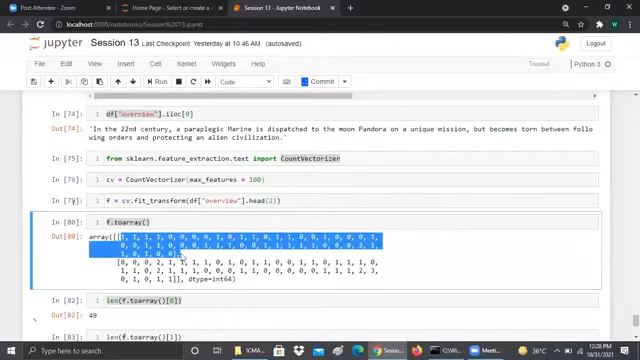 Post Attendee - Zoom
Home Page - Select or create a n
Session 13 - Jupyter Notebook
localhost:8888/notebooks/Session%2013.ipynb
jupyter Session 13 Last Checkpoint: Yesterday at 10:46 AM (autosaved)
Logout
File Edit View Insert Cell Kernel Widgets Help
Trusted
Python 3
Run
Code
Commit
In [74]: df["overview"].iloc[0]
Out[74]: 'In the 22nd century, a paraplegic Marine is dispatched to the moon Pandora on a unique mission, but becomes torn between follo
wing orders and protecting an alien civilization.'
In [75]: from sklearn.feature_extraction.text import CountVectorizer
In [76]: cv = CountVectorizer(max_features = 100)
In [79]: f = cv.fit_transform(df["overview"].head(2))
In [80]: f.toarray()
Out[80]: array([[1, 1, 1, 1, 0, 0, 0, 0, 1, 0, 1, 1, 0, 1, 1, 0, 0, 1, 0, 0, 0, 1,
0, 0, 1, 1, 0, 0, 0, 1, 1, 1, 0, 0, 1, 1, 1, 1, 1, 0, 0, 0, 2, 1,
1, 0, 1, 0, 0],
[0, 0, 0, 2, 1, 1, 1, 1, 0, 1, 0, 1, 1, 0, 0, 1, 1, 0, 1, 1, 1, 0,
1, 1, 0, 2, 1, 1, 1, 0, 0, 0, 1, 1, 0, 0, 0, 0, 0, 1, 1, 1, 2, 3,
0, 1, 0, 1, 1]], dtype=int64)
In [82]: len(f.toarray()[0])
Out[82]: 49
In [83]: len(f.toarray()[1])
Type here to search
ICMA
Sessio
C:\Wi
Meeti
36°C
12:28 PM
10/31/2021